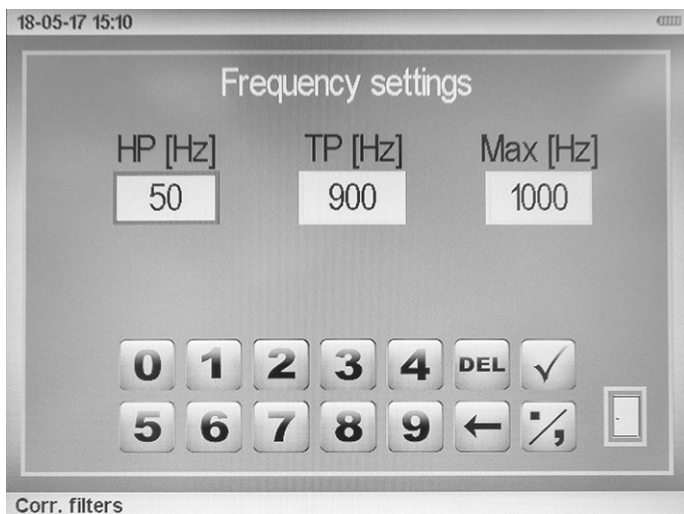 18-05-17 15:10
Frequency settings
HP [Hz] TP [Hz] Max [Hz]
50 900 1000
0 1 2 3 4 DEL ✓
5 6 7 8 9 ← ./,
Corr. filters